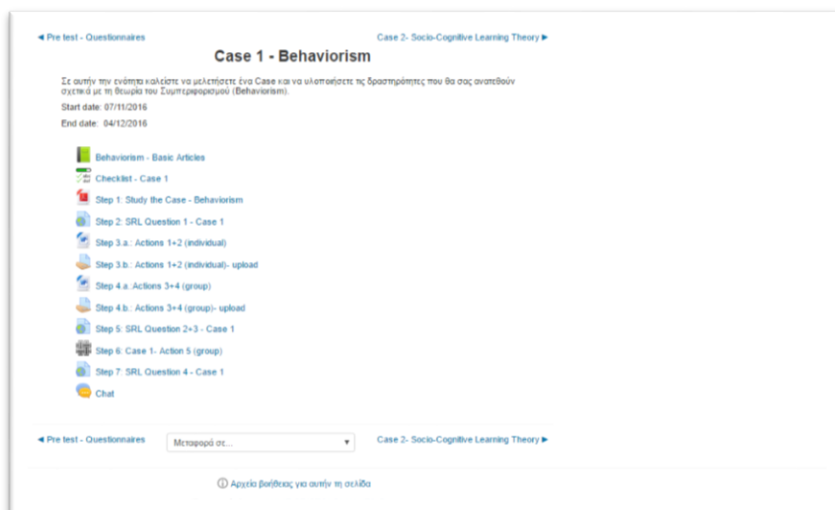 ◄ Pre test - Questionnaires
Case 2- Socio-Cognitive Learning Theory ►
Case 1 - Behaviorism
Σε αυτήν την ενότητα καλείστε να μελετήσετε ένα Case και να υλοποιήσετε τις δραστηρότητες που θα σας ανατεθούν
σχετικά με τη θεωρία του Συμπεριφορισμού (Behaviorism).
Start date: 07/11/2016
End date: 04/12/2016
Behaviorism - Basic Articles
Checklist - Case 1
Step 1: Study the Case - Behaviorism
Step 2: SRL Question 1 - Case 1
Step 3.a.: Actions 1+2 (individual)
Step 3.b.: Actions 1+2 (individual)- upload
Step 4.a. Actions 3+4 (group)
Step 4.b.: Actions 3+4 (group)- upload
Step 5: SRL Question 2+3 - Case 1
Step 6: Case 1- Action 5 (group)
Step 7: SRL Question 4 - Case 1
Chat
◄ Pre test - Questionnaires
Μεταφορά σε...
Case 2- Socio-Cognitive Learning Theory ►
Αρχεία βοήθειας για αυτήν τη σελίδα